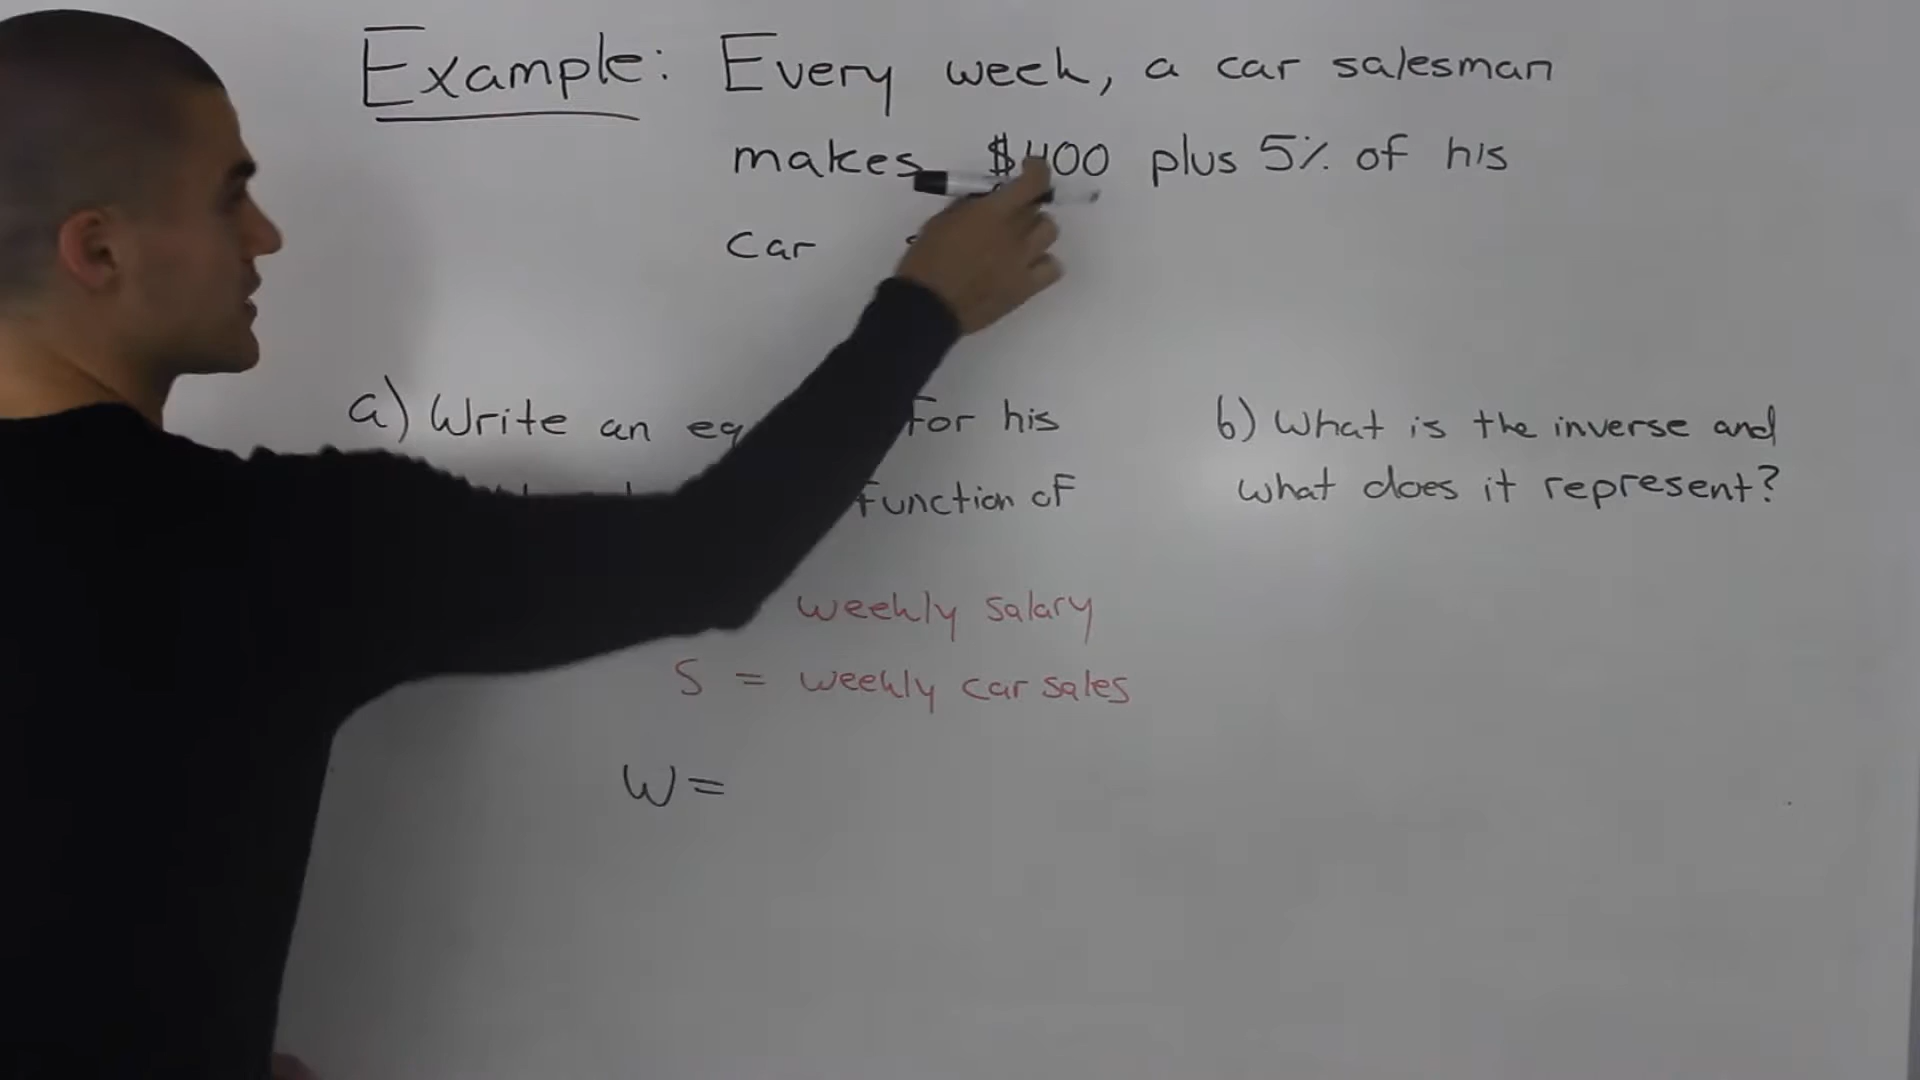 Example: Every week, a car salesman
makes $400 plus 5% of his
car
a) Write an for his
function of
b) What is the inverse and
what does it represent?
weekly salary
S = weekly car sales
W=